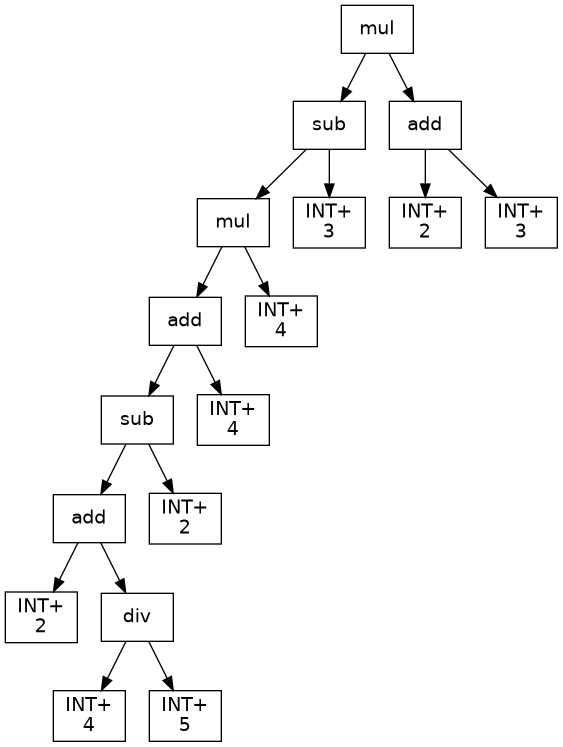 mul
sub
add
mul
INT+
3
INT+
2
INT+
3
add
INT+
4
sub
INT+
4
add
INT+
2
INT+
2
div
INT+
4
INT+
5